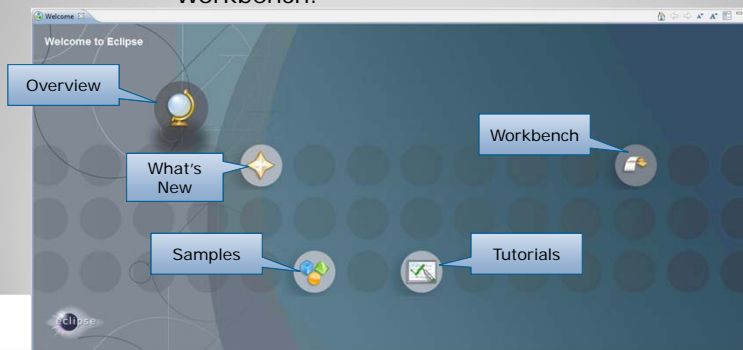 Workbench.
Welcome
Welcome to Eclipse
Overview
Workbench
What's
New
Samples
Tutorials
eclipse